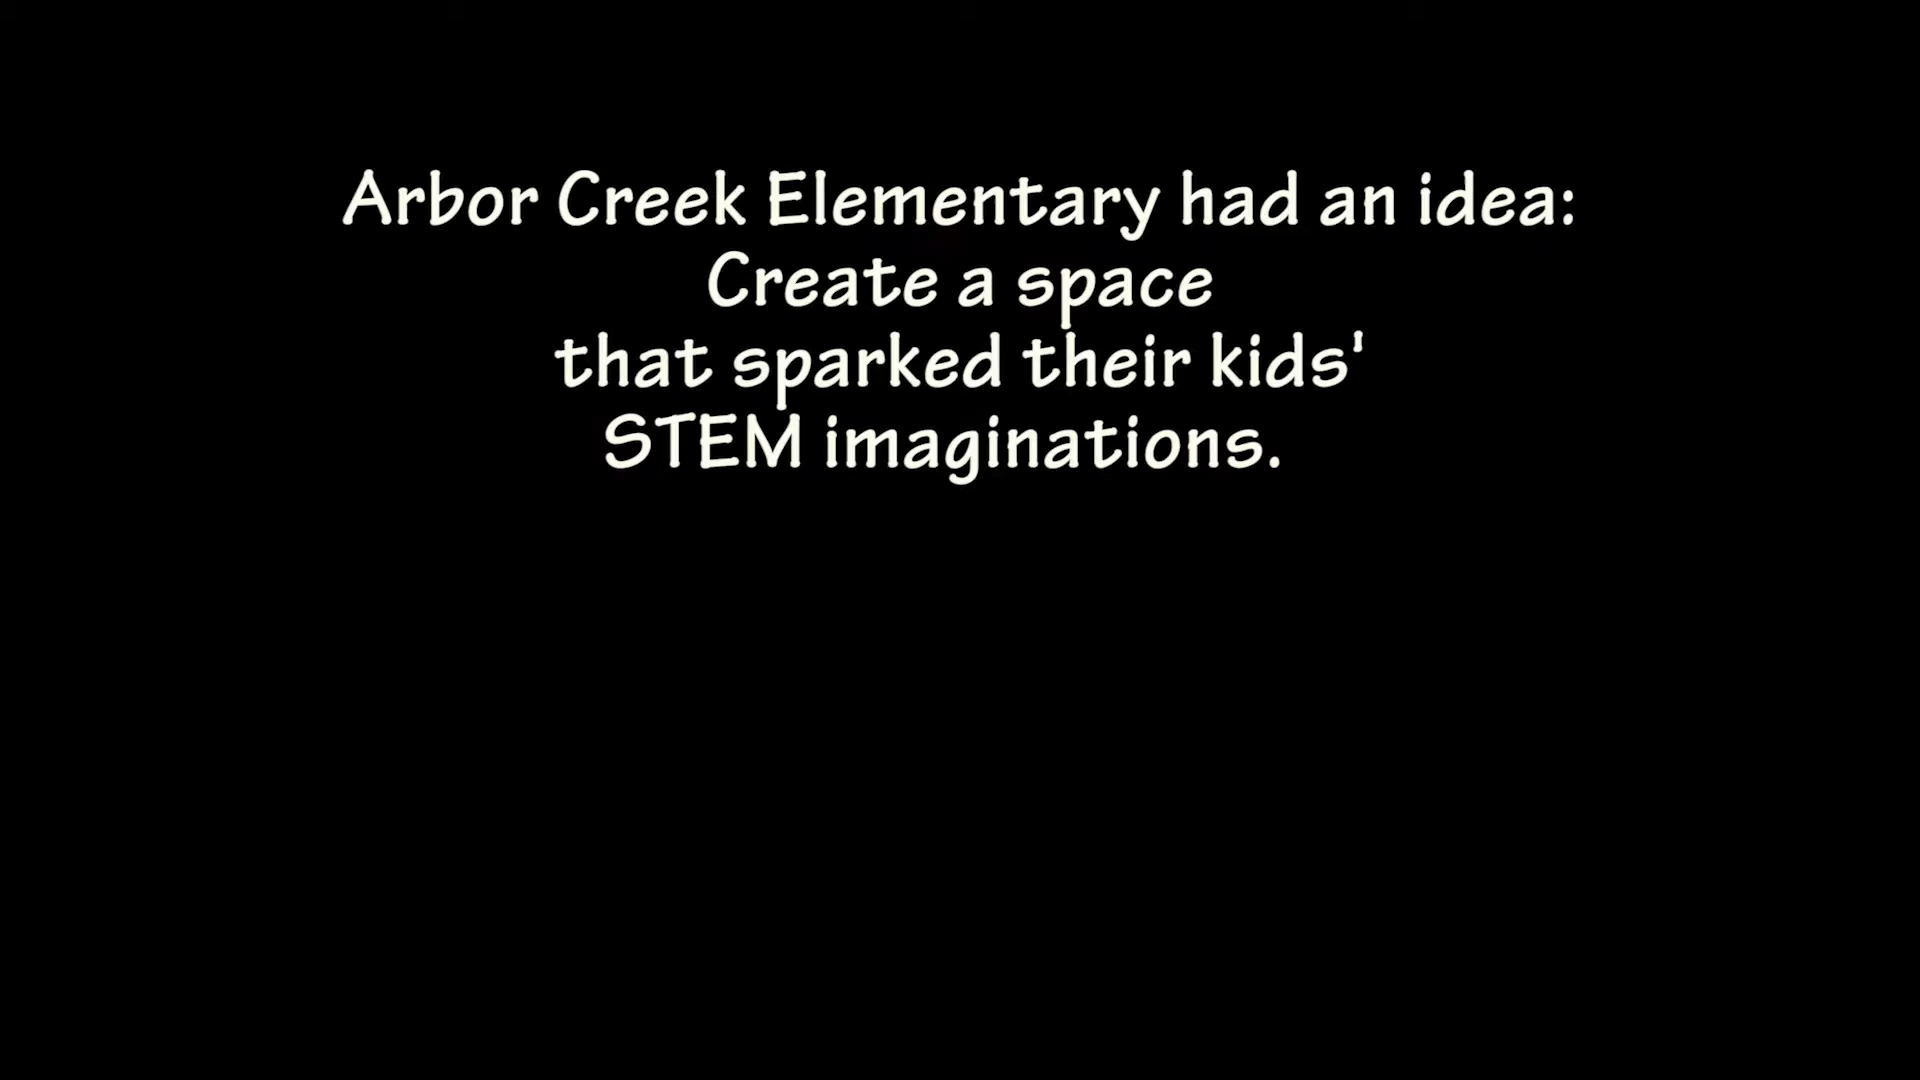 Arbor Creek Elementary had an idea:
Create a space
that sparked their kids'
STEM imaginations.